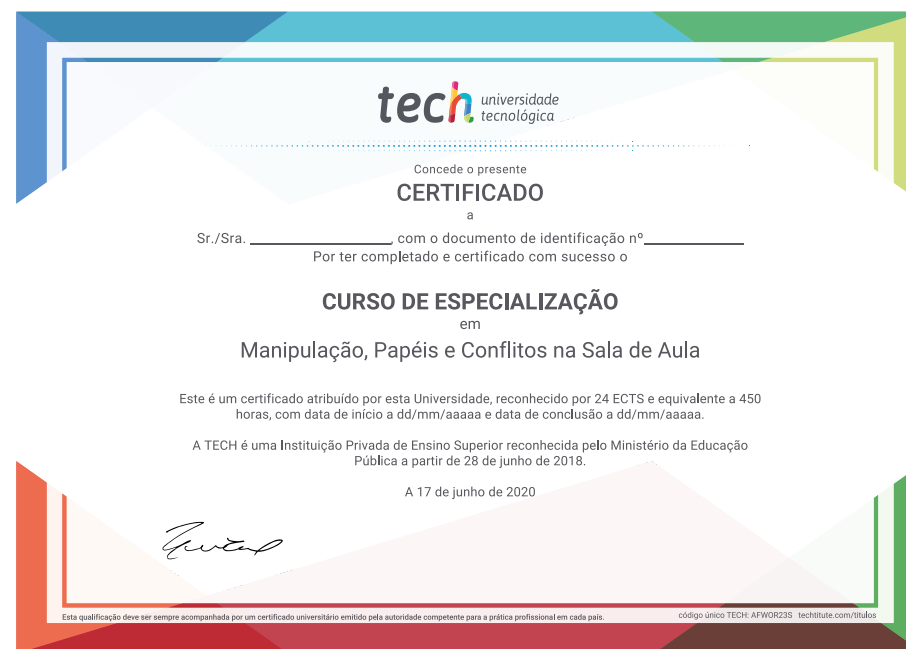 tech universidade
tecnológica
Concede o presente
CERTIFICADO
a
Sr./Sra. ____________, com o documento de identificação nº____________
Por ter completado e certificado com sucesso o
CURSO DE ESPECIALIZAÇÃO
em
Manipulação, Papéis e Conflitos na Sala de Aula
Este é um certificado atribuído por esta Universidade, reconhecido por 24 ECTS e equivalente a 450
horas, com data de início a dd/mm/aaaaa e data de conclusão a dd/mm/aaaaa.
A TECH é uma Instituição Privada de Ensino Superior reconhecida pelo Ministério da Educação
Pública a partir de 28 de junho de 2018.
A 17 de junho de 2020
Esta qualificação deve ser sempre acompanhada por um certificado universitário emitido pela autoridade competente para a prática profissional em cada país.
código único TECH: AFWOR23S techtitute.com/titulos